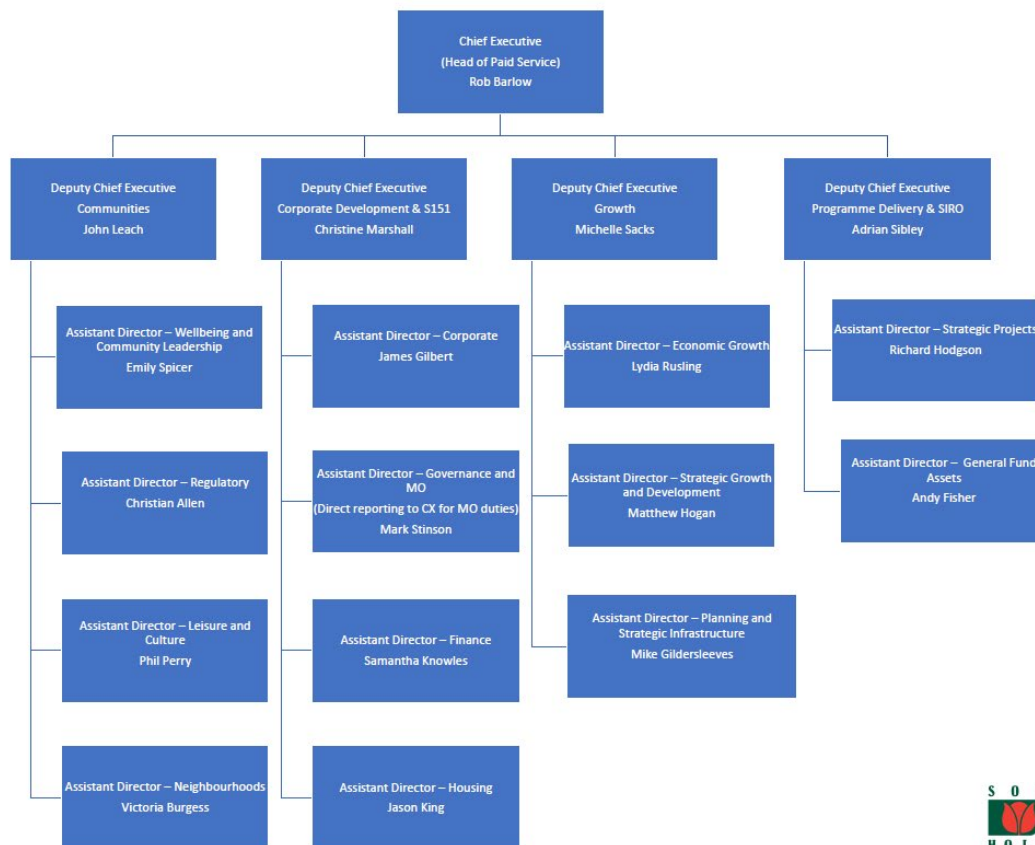 Chief Executive
(Head of Paid Service)
Rob Barlow
Deputy Chief Executive
Communities
John Leach
Deputy Chief Executive
Corporate Development & S151
Christine Marshall
Deputy Chief Executive
Growth
Michelle Sacks
Deputy Chief Executive
Programme Delivery & SIRO
Adrian Sibley
Assistant Director – Wellbeing and
Community Leadership
Emily Spicer
Assistant Director – Regulatory
Christian Allen
Assistant Director – Leisure and
Culture
Phil Perry
Assistant Director – Neighbourhoods
Victoria Burgess
Assistant Director – Corporate
James Gilbert
Assistant Director – Governance and
MO
(Direct reporting to CX for MO duties)
Mark Stinson
Assistant Director – Finance
Samantha Knowles
Assistant Director – Housing
Jason King
Assistant Director – Economic Growth
Lydia Rusling
Assistant Director – Strategic Growth
and Development
Matthew Hogan
Assistant Director – Planning and
Strategic Infrastructure
Mike Gildersleeves
Assistant Director – Strategic Projects
Richard Hodgson
Assistant Director – General Fund
Assets
Andy Fisher
S O